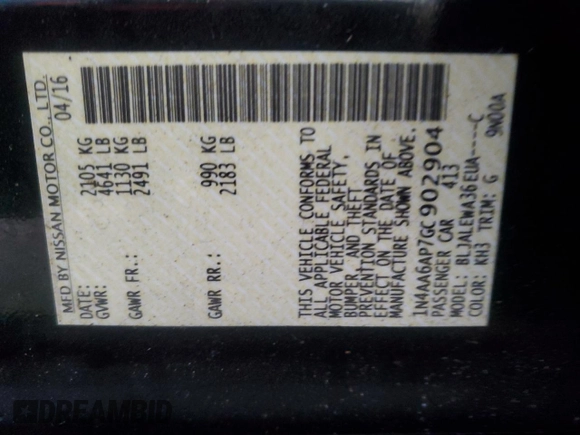 MFD BY NISSAN MOTOR CO., LTD.
DATE: 04/16
GVWR: 2105 KG
4641 LB
GAWR FR.: 1130 KG
2491 LB
GAWR RR.: 990 KG
2183 LB
THIS VEHICLE CONFORMS TO
ALL APPLICABLE FEDERAL
MOTOR VEHICLE SAFETY,
BUMPER, AND THEFT
PREVENTION STANDARDS IN
EFFECT ON THE DATE OF
MANUFACTURE SHOWN ABOVE.
1N4AA6AP7GC902904
PASSENGER CAR 413
MODEL: BLJALEWA36EUA----C
COLOR: KH3 TRIM: G 9N00A
DREAMBID